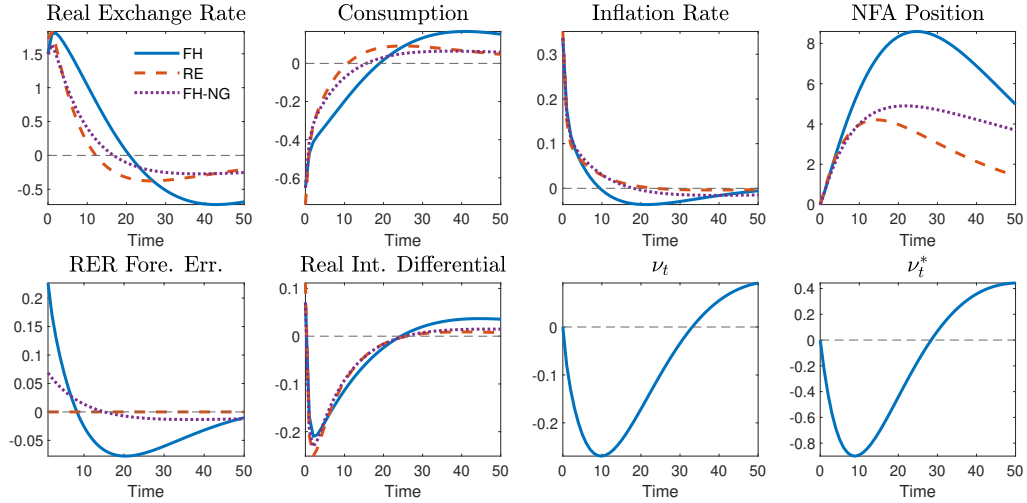 Real Exchange Rate
1.5
1
0.5
0
-0.5
0 10 20 30 40 50
Time
FH
RE
FH-NG
Consumption
0
-0.2
-0.4
-0.6
0 10 20 30 40 50
Time
Inflation Rate
0.3
0.2
0.1
0
0 10 20 30 40 50
Time
NFA Position
8
6
4
2
0
0 10 20 30 40 50
Time
RER Fore. Err.
0.2
0.15
0.1
0.05
0
-0.05
10 20 30 40 50
Time
Real Int. Differential
0.1
0
-0.1
-0.2
0 10 20 30 40 50
Time
ν_t
0
-0.1
-0.2
0 10 20 30 40 50
Time
ν_t^*
0.4
0.2
0
-0.2
-0.4
-0.6
-0.8
0 10 20 30 40 50
Time